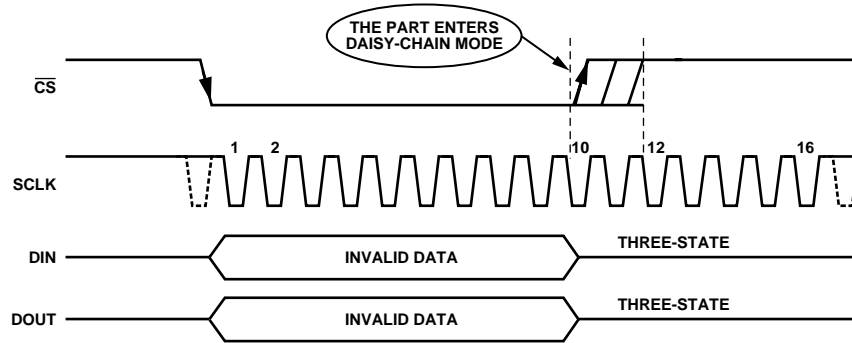 THE PART ENTERS
DAISY-CHAIN MODE
CS
1 2 10 12 16
SCLK
THREE-STATE
DIN INVALID DATA
THREE-STATE
DOUT INVALID DATA